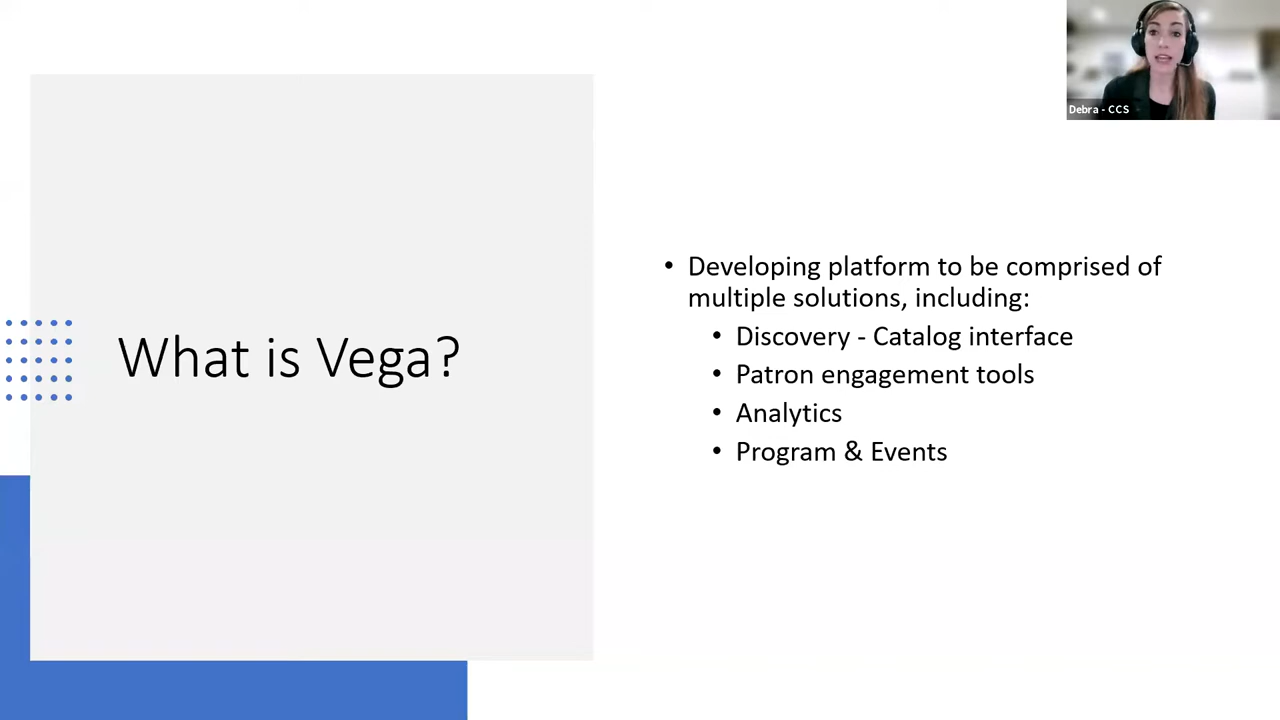 Debra - CCS
What is Vega?
• Developing platform to be comprised of
multiple solutions, including:
• Discovery - Catalog interface
• Patron engagement tools
• Analytics
• Program & Events